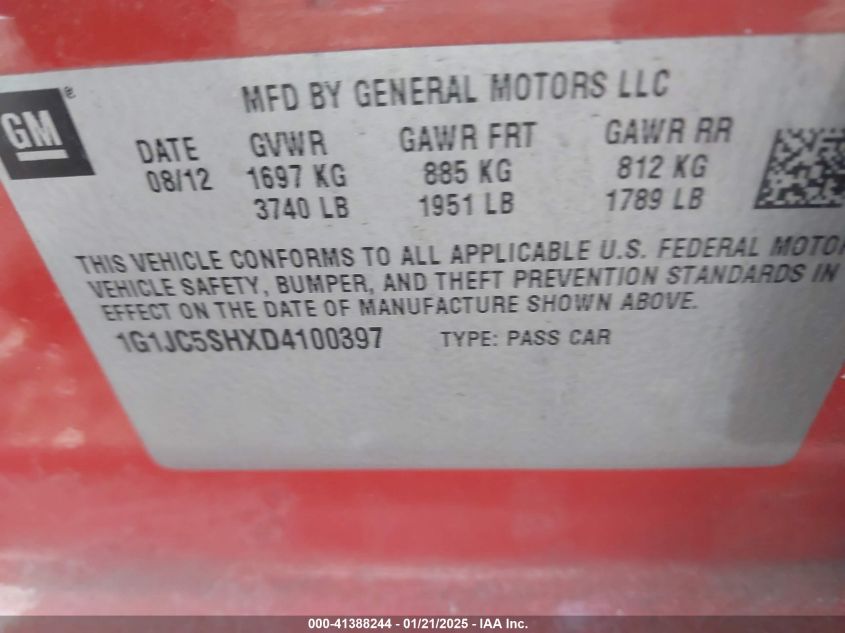 GM ®
MFD BY GENERAL MOTORS LLC
DATE GVWR GAWR FRT GAWR RR
08/12 1697 KG 885 KG 812 KG
3740 LB 1951 LB 1789 LB
THIS VEHICLE CONFORMS TO ALL APPLICABLE U.S. FEDERAL MOTOR
VEHICLE SAFETY, BUMPER, AND THEFT PREVENTION STANDARDS IN
EFFECT ON THE DATE OF MANUFACTURE SHOWN ABOVE.
1G1JC5SHXD4100397 TYPE: PASS CAR
000-41388244 / 01/21/2025 - IAA Inc.